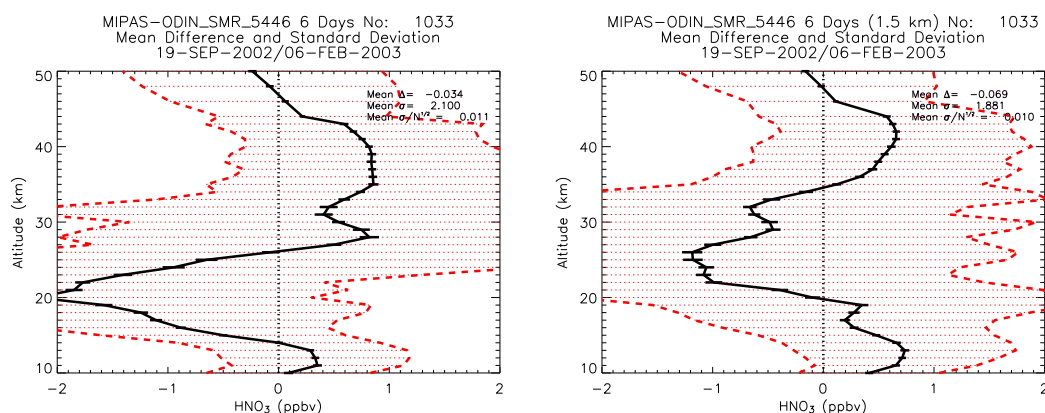 MIPAS-ODIN_SMR_5446 6 Days No: 1033
Mean Difference and Standard Deviation
19-SEP-2002/06-FEB-2003
50
40
30
20
10
Altitude (km)
Mean Δ= -0.034
Mean σ= 2.100
Mean σ/N^1/2 = 0.011
-2
-1
0
1
2
HNO3 (ppbv)
MIPAS-ODIN_SMR_5446 6 Days (1.5 km) No: 1033
Mean Difference and Standard Deviation
19-SEP-2002/06-FEB-2003
50
40
30
20
10
Altitude (km)
Mean Δ= -0.069
Mean σ= 1.881
Mean σ/N^1/2 = 0.010
-2
-1
0
1
2
HNO3 (ppbv)